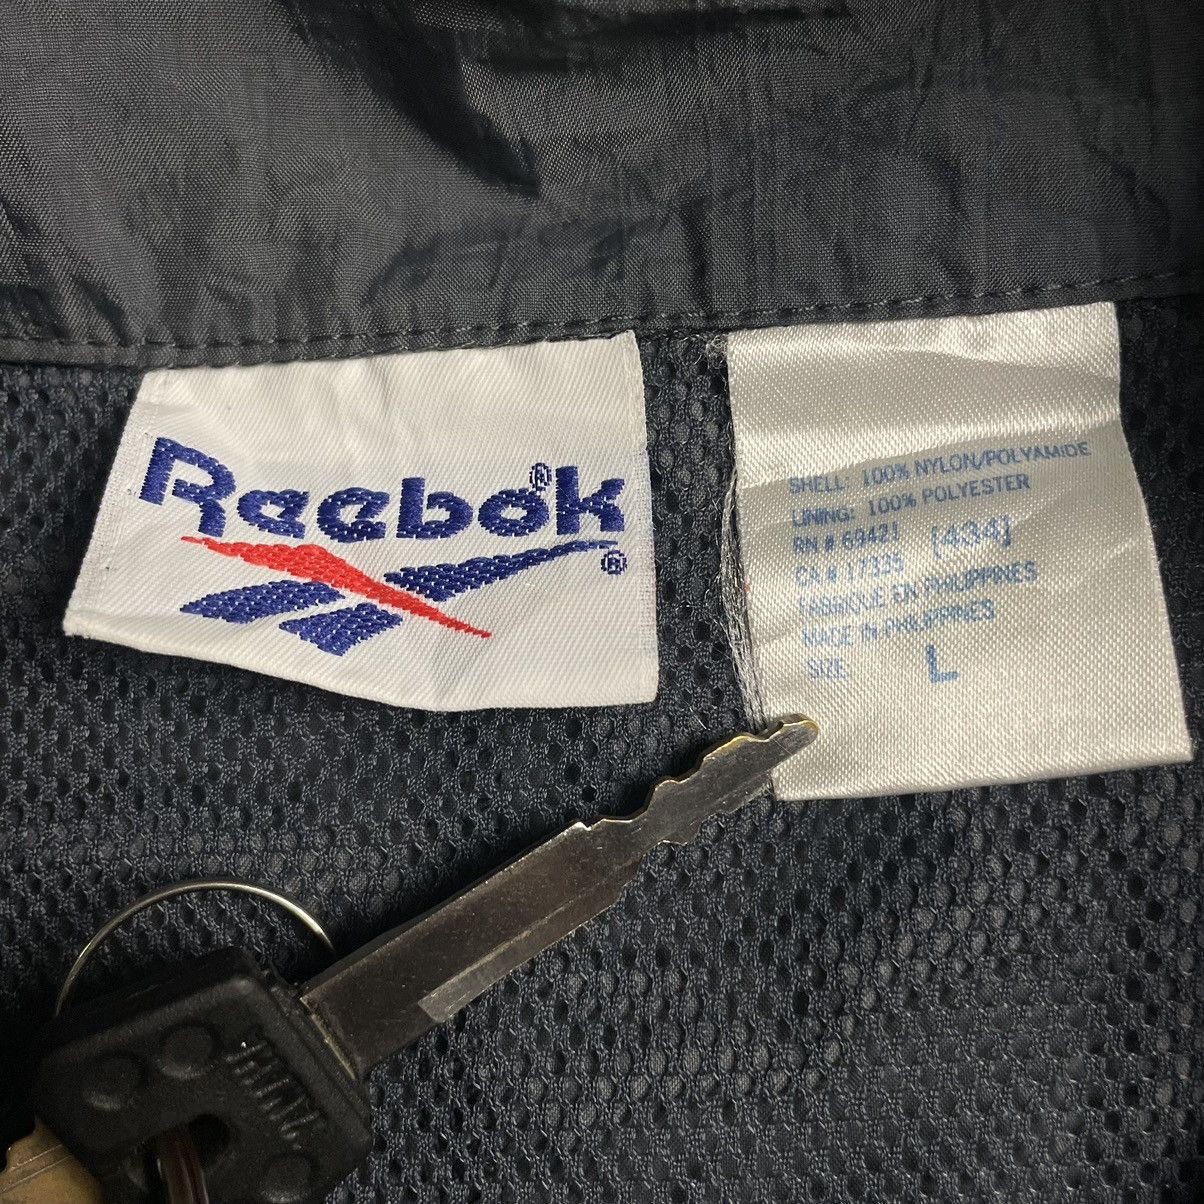 Reebok®
®
SHELL: 100% NYLON/POLYAMIDE
LINING: 100% POLYESTER
RN # 69421 [434]
CA # 17335
FABRIQUE EN PHILIPPINES
MADE IN PHILIPPINES
SIZE L